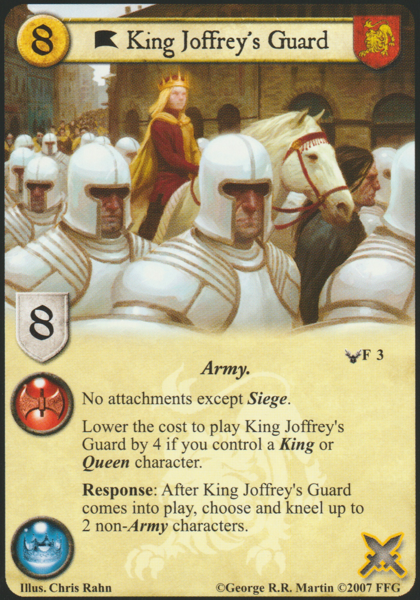 8
King Joffrey's Guard
8
F 3
Army.
No attachments except Siege.
Lower the cost to play King Joffrey's
Guard by 4 if you control a King or
Queen character.
Response: After King Joffrey's Guard
comes into play, choose and kneel up to
2 non-Army characters.
Illus. Chris Rahn
©George R.R. Martin ©2007 FFG